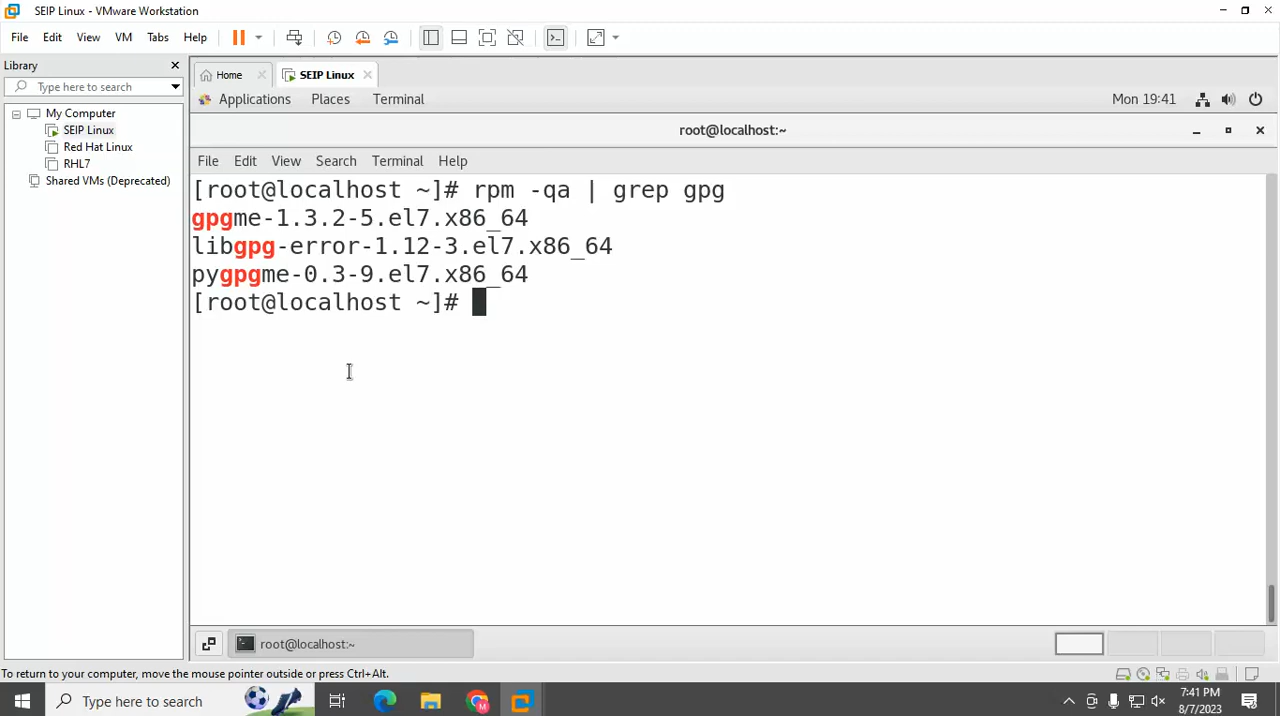 SEIP Linux - VMware Workstation
File Edit View VM Tabs Help
Library
Type here to search
My Computer
SEIP Linux
Red Hat Linux
RHL7
Shared VMs (Deprecated)
Home SEIP Linux
Applications Places Terminal Mon 19:41
root@localhost:~
File Edit View Search Terminal Help
[root@localhost ~]# rpm -qa | grep gpg
gpgme-1.3.2-5.el7.x86_64
libgpg-error-1.12-3.el7.x86_64
pygpgme-0.3-9.el7.x86_64
[root@localhost ~]#
root@localhost:~
To return to your computer, move the mouse pointer outside or press Ctrl+Alt.
Type here to search
7:41 PM
8/7/2023